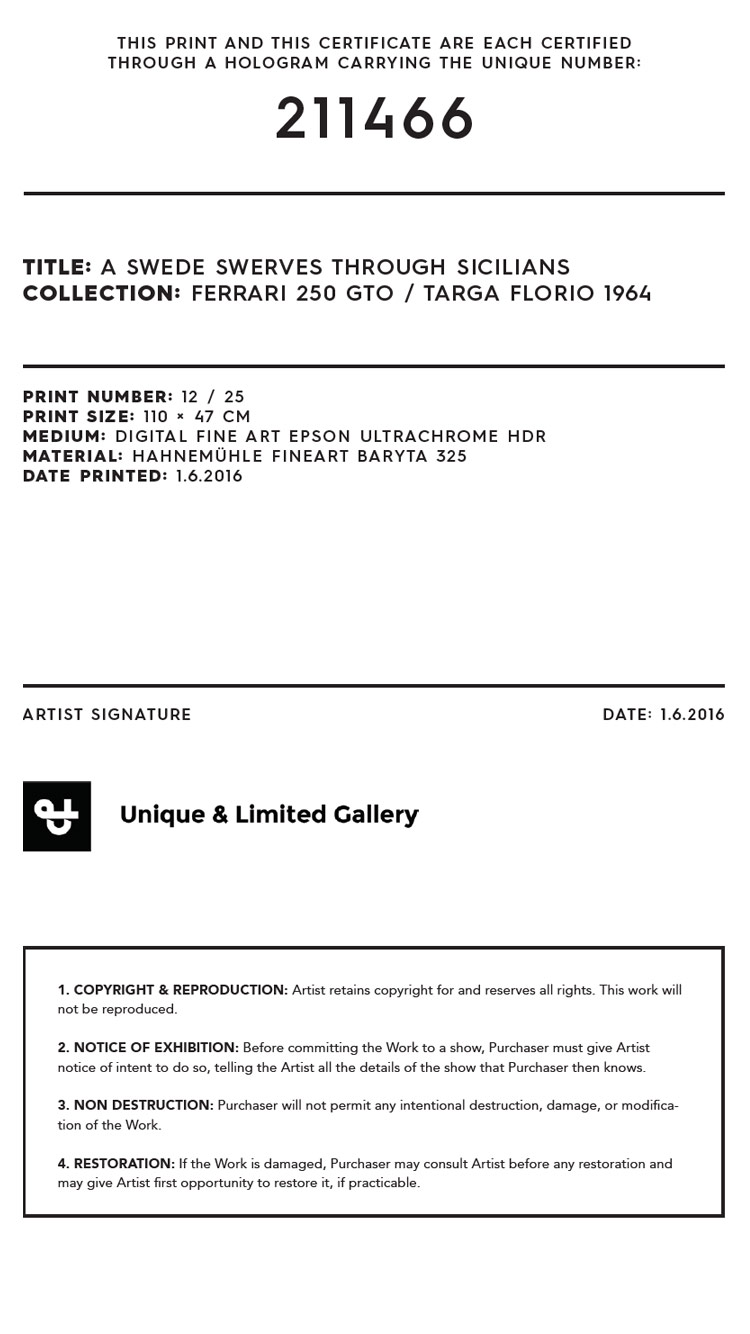 THIS PRINT AND THIS CERTIFICATE ARE EACH CERTIFIED
THROUGH A HOLOGRAM CARRYING THE UNIQUE NUMBER:
211466
TITLE: A SWEDE SWERVES THROUGH SICILIANS
COLLECTION: FERRARI 250 GTO / TARGA FLORIO 1964
PRINT NUMBER: 12 / 25
PRINT SIZE: 110 × 47 CM
MEDIUM: DIGITAL FINE ART EPSON ULTRACHROME HDR
MATERIAL: HAHNEMÜHLE FINEART BARYTA 325
DATE PRINTED: 1.6.2016
ARTIST SIGNATURE DATE: 1.6.2016
Unique & Limited Gallery
1. COPYRIGHT & REPRODUCTION: Artist retains copyright for and reserves all rights. This work will
not be reproduced.
2. NOTICE OF EXHIBITION: Before committing the Work to a show, Purchaser must give Artist
notice of intent to do so, telling the Artist all the details of the show that Purchaser then knows.
3. NON DESTRUCTION: Purchaser will not permit any intentional destruction, damage, or modifica-
tion of the Work.
4. RESTORATION: If the Work is damaged, Purchaser may consult Artist before any restoration and
may give Artist first opportunity to restore it, if practicable.